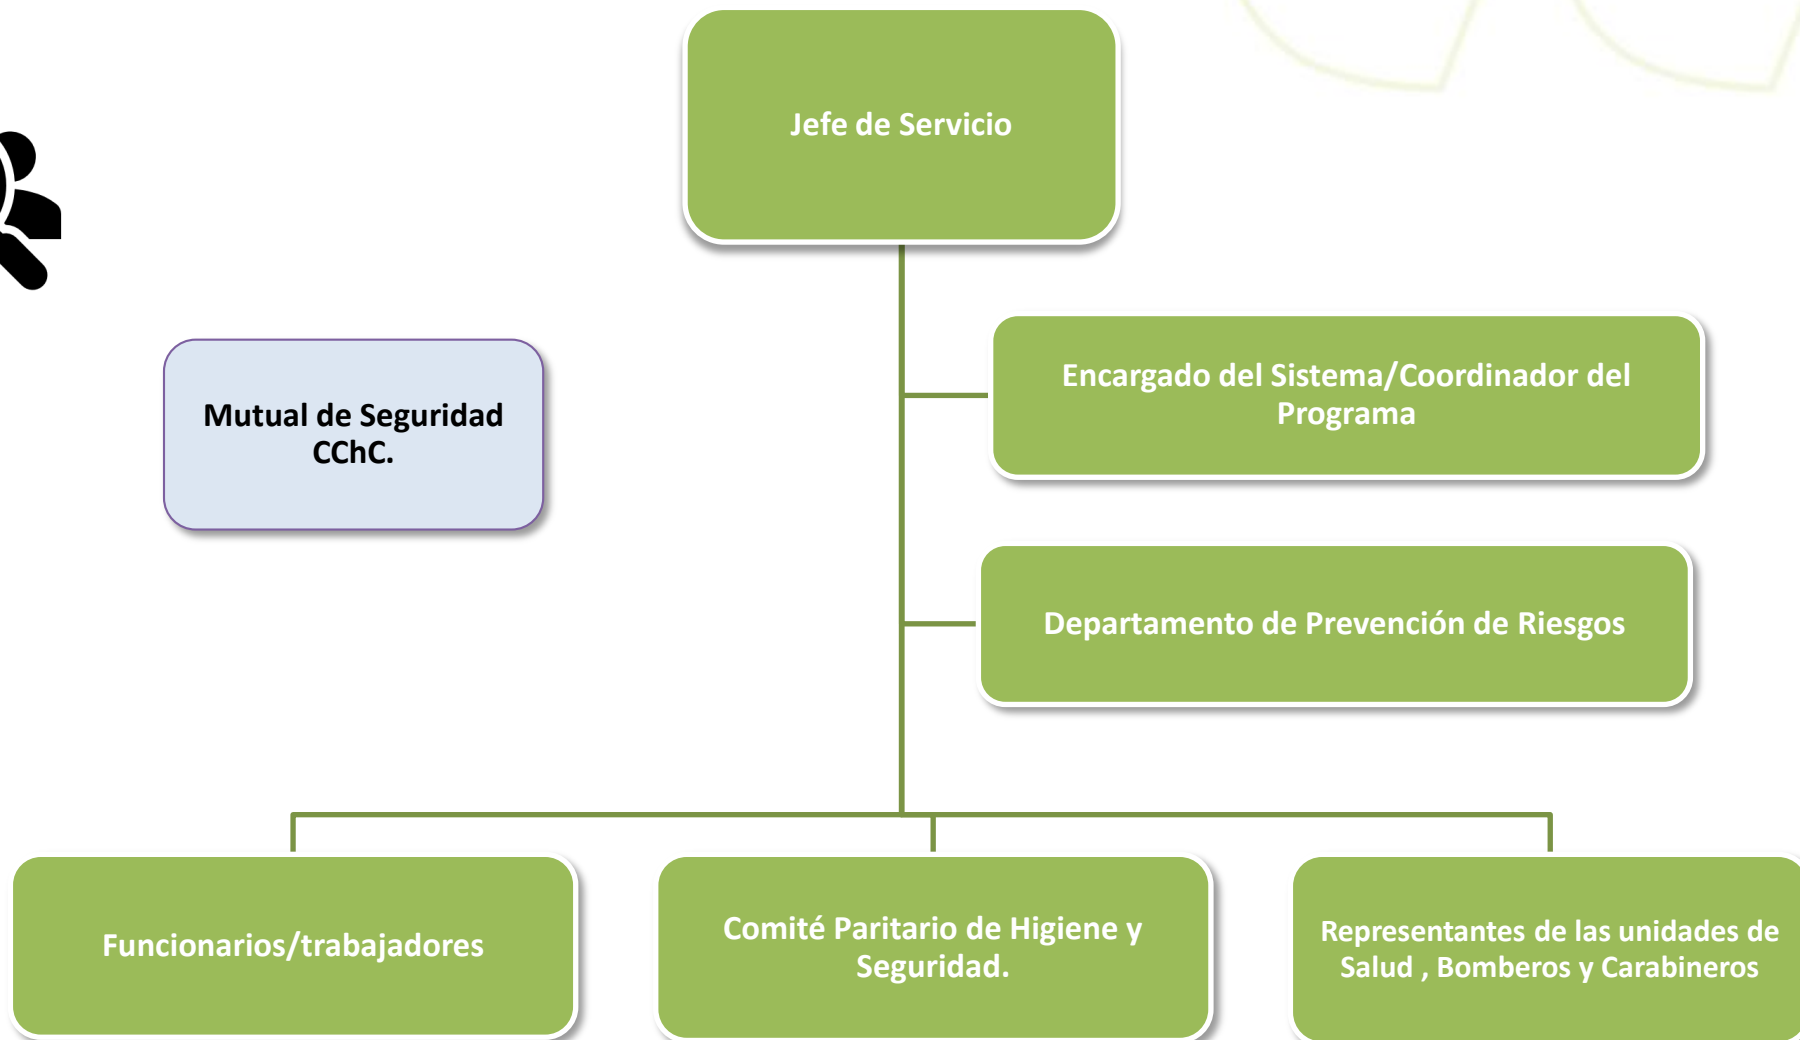 Jefe de Servicio
Encargado del Sistema/Coordinador del
Programa
Mutual de Seguridad
CChC.
Departamento de Prevención de Riesgos
Funcionarios/trabajadores
Comité Paritario de Higiene y
Seguridad.
Representantes de las unidades de
Salud , Bomberos y Carabineros